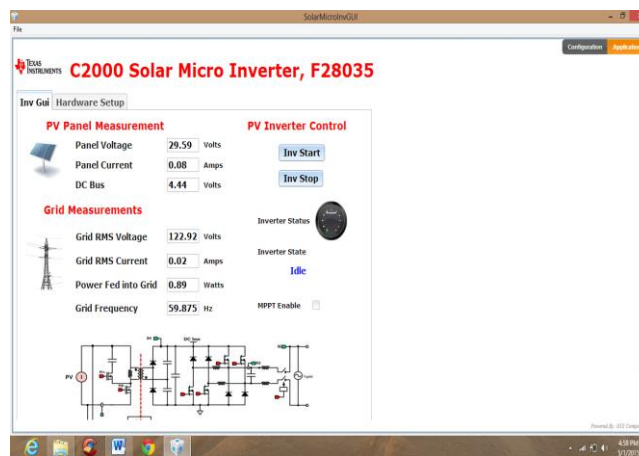 SolarMicroInvGUI
File
Configuration
TEXAS INSTRUMENTS
C2000 Solar Micro Inverter, F28035
Inv Gui Hardware Setup
PV Panel Measurement
Panel Voltage 29.59 Volts
Panel Current 0.08 Amps
DC Bus 4.44 Volts
Grid Measurements
Grid RMS Voltage 122.92 Volts
Grid RMS Current 0.02 Amps
Power Fed into Grid 0.89 Watts
Grid Frequency 59.875 Hz
PV Inverter Control
Inv Start
Inv Stop
Inverter Status
Inverter State
Idle
MPPT Enable
PV
DC bus
4:58 PM